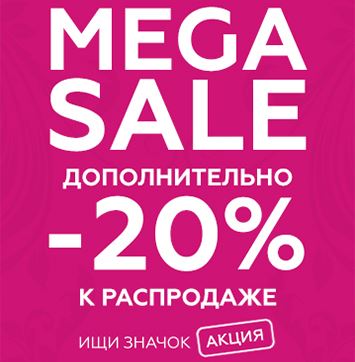 MEGA
SALE
ДОПОЛНИТЕЛЬНО
-20%
К РАСПРОДАЖЕ
ИЩИ ЗНАЧОК АКЦИЯ